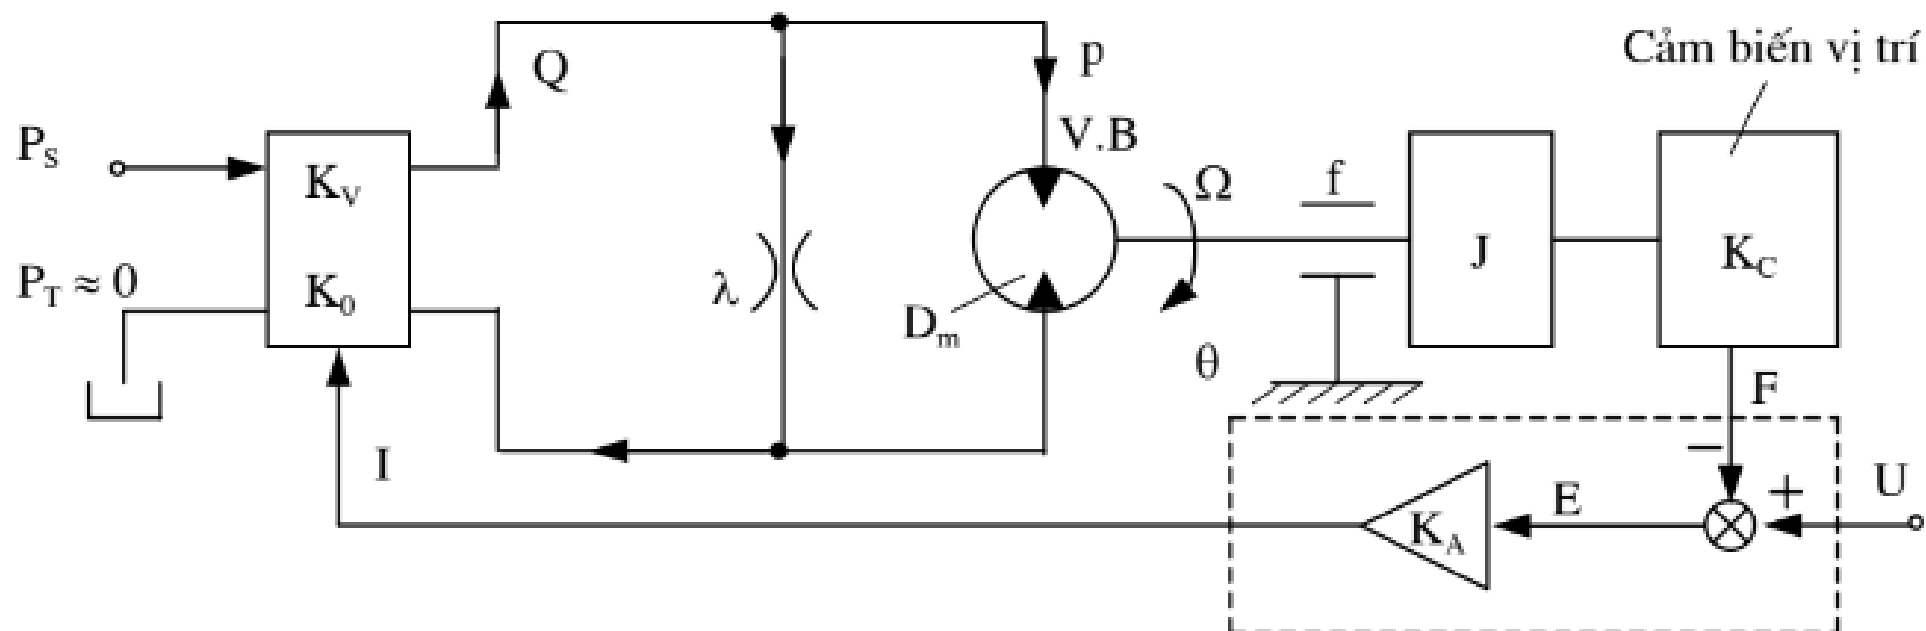 Cảm biến vị trí
Q
p
P_S
K_V
V.B
Ω
f
J
K_C
P_T ≈ 0
K_0
λ
D_m
θ
F
I
−
+
U
E
K_A